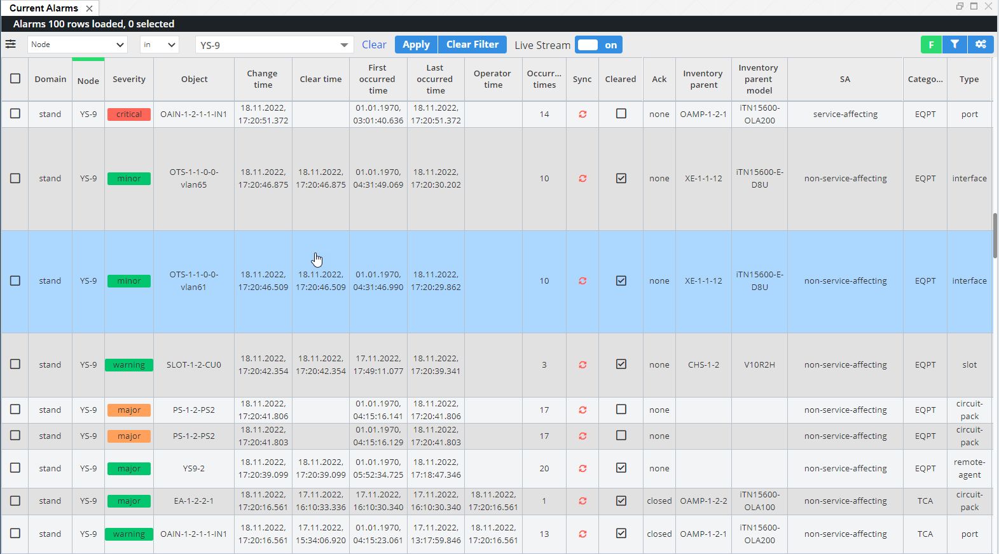 Current Alarms
Alarms 100 rows loaded, 0 selected
Node in YS-9 Clear Apply Clear Filter Live Stream on F
Domain Node Severity Object Change time Clear time First occurred time Last occurred time Operator time Occurr... times Sync Cleared Ack Inventory parent Inventory parent model SA Catego... Type
stand YS-9 critical OAIN-1-2-1-1-IN1 18.11.2022, 17:20:51.372 01.01.1970, 03:01:40.636 18.11.2022, 17:20:51.372 14 none OAMP-1-2-1 iTN15600-OLA200 service-affecting EQPT port
stand YS-9 minor OTS-1-1-0-0-vlan65 18.11.2022, 17:20:46.875 18.11.2022, 17:20:46.875 01.01.1970, 04:31:49.069 18.11.2022, 17:20:30.202 10 none XE-1-1-12 iTN15600-E-D8U non-service-affecting EQPT interface
stand YS-9 minor OTS-1-1-0-0-vlan61 18.11.2022, 17:20:46.509 18.11.2022, 17:20:46.509 01.01.1970, 04:31:46.990 18.11.2022, 17:20:29.862 10 none XE-1-1-12 iTN15600-E-D8U non-service-affecting EQPT interface
stand YS-9 warning SLOT-1-2-CU0 18.11.2022, 17:20:42.354 18.11.2022, 17:20:42.354 17.11.2022, 17:49:11.077 18.11.2022, 17:20:39.341 3 none CHS-1-2 V10R2H non-service-affecting EQPT slot
stand YS-9 major PS-1-2-PS2 18.11.2022, 17:20:41.806 01.01.1970, 04:15:16.141 18.11.2022, 17:20:41.806 17 none non-service-affecting EQPT circuit-pack
stand YS-9 major PS-1-2-PS2 18.11.2022, 17:20:41.803 01.01.1970, 04:15:16.129 18.11.2022, 17:20:41.803 17 none non-service-affecting EQPT circuit-pack
stand YS-9 major YS9-2 18.11.2022, 17:20:39.099 18.11.2022, 17:20:39.099 01.01.1970, 05:52:34.725 18.11.2022, 17:18:47.346 20 none non-service-affecting EQPT remote-agent
stand YS-9 major EA-1-2-2-1 18.11.2022, 17:20:16.561 17.11.2022, 16:10:33.336 17.11.2022, 16:10:30.340 17.11.2022, 16:10:30.340 18.11.2022, 17:20:16.561 1 closed OAMP-1-2-2 iTN15600-OLA100 non-service-affecting TCA circuit-pack
stand YS-9 warning OAIN-1-2-1-1-IN1 18.11.2022, 17:20:16.561 17.11.2022, 15:34:06.920 01.01.1970, 04:15:23.061 17.11.2022, 13:17:59.846 18.11.2022, 17:20:16.561 13 closed OAMP-1-2-1 iTN15600-OLA200 non-service-affecting TCA port